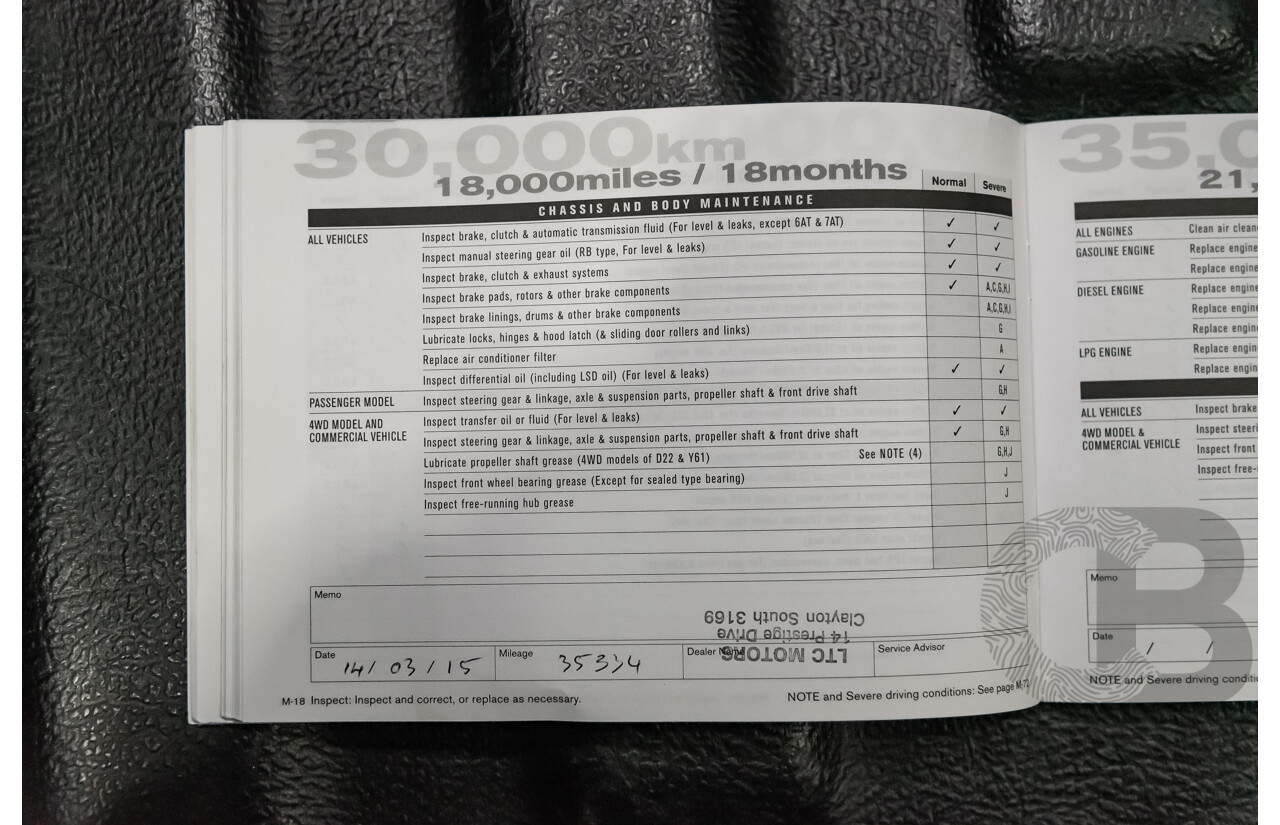 30,000km
18,000miles / 18months
Normal Severe
CHASSIS AND BODY MAINTENANCE
ALL VEHICLES Inspect brake, clutch & automatic transmission fluid (For level & leaks, except 6AT & 7AT) ✓ ✓
Inspect manual steering gear oil (RB type, For level & leaks) ✓ ✓
Inspect brake, clutch & exhaust systems ✓ ✓
Inspect brake pads, rotors & other brake components ✓ A,C,G,H,I
Inspect brake linings, drums & other brake components A,C,G,H,I
Lubricate locks, hinges & hood latch (& sliding door rollers and links) G
Replace air conditioner filter A
Inspect differential oil (including LSD oil) (For level & leaks) ✓ ✓
PASSENGER MODEL Inspect steering gear & linkage, axle & suspension parts, propeller shaft & front drive shaft G,H
4WD MODEL AND Inspect transfer oil or fluid (For level & leaks) ✓ ✓
COMMERCIAL VEHICLE Inspect steering gear & linkage, axle & suspension parts, propeller shaft & front drive shaft ✓ G,H
Lubricate propeller shaft grease (4WD models of D22 & Y61) See NOTE (4) G,H,J
Inspect front wheel bearing grease (Except for sealed type bearing) J
Inspect free-running hub grease J
Memo
LTC MOTORS
14 Prestige Drive
Clayton South 3169
Date 14/03/15 Mileage 35334 Dealer Name Service Advisor
M-18 Inspect: Inspect and correct, or replace as necessary. NOTE and Severe driving conditions: See page M-72
35,0
21,
ALL ENGINES Clean air clean
GASOLINE ENGINE Replace engine
Replace engine
DIESEL ENGINE Replace engine
Replace engine
Replace engin
LPG ENGINE Replace engin
Replace engin
ALL VEHICLES Inspect brake
4WD MODEL & Inspect steeri
COMMERCIAL VEHICLE Inspect front
Inspect free-
Memo
Date / /
NOTE and Severe driving conditi
CB